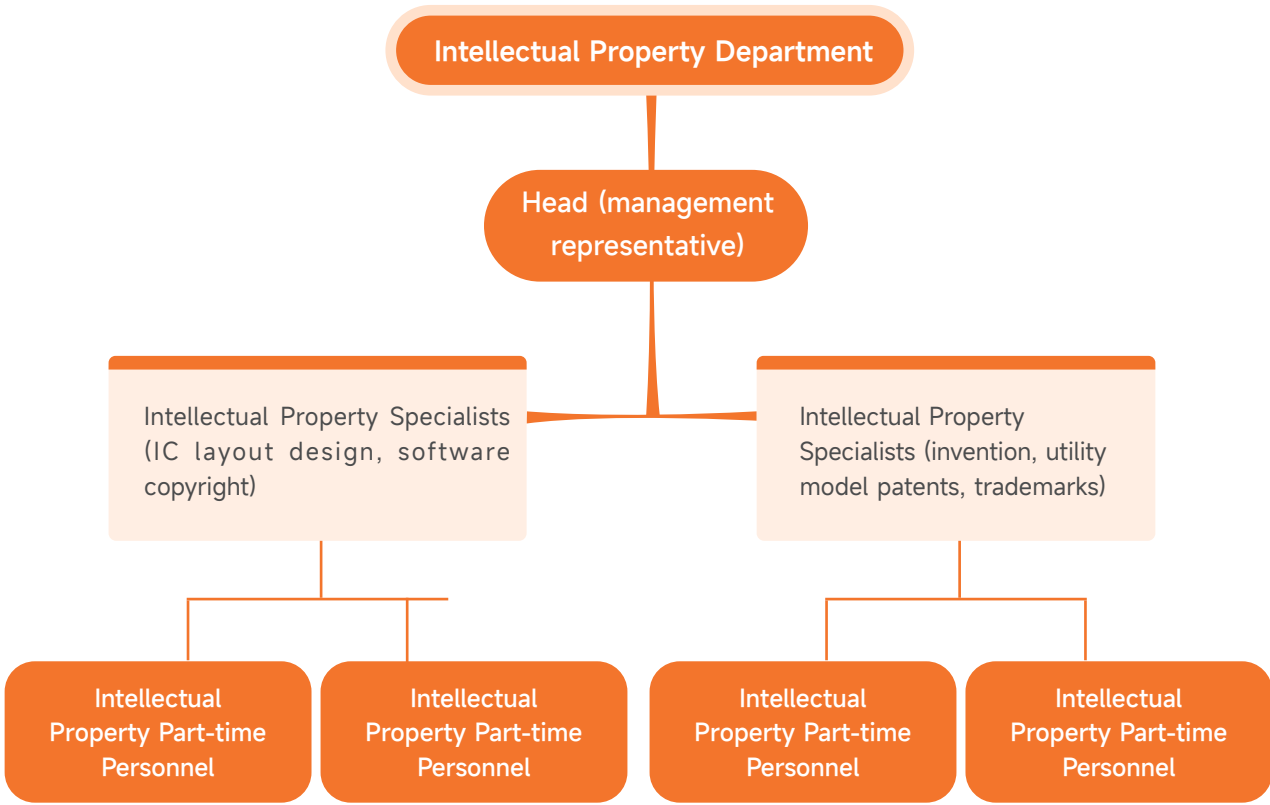 Intellectual Property Department
Head (management
representative)
Intellectual Property Specialists
(IC layout design, software
copyright)
Intellectual Property
Specialists (invention, utility
model patents, trademarks)
Intellectual
Property Part-time
Personnel
Intellectual
Property Part-time
Personnel
Intellectual
Property Part-time
Personnel
Intellectual
Property Part-time
Personnel